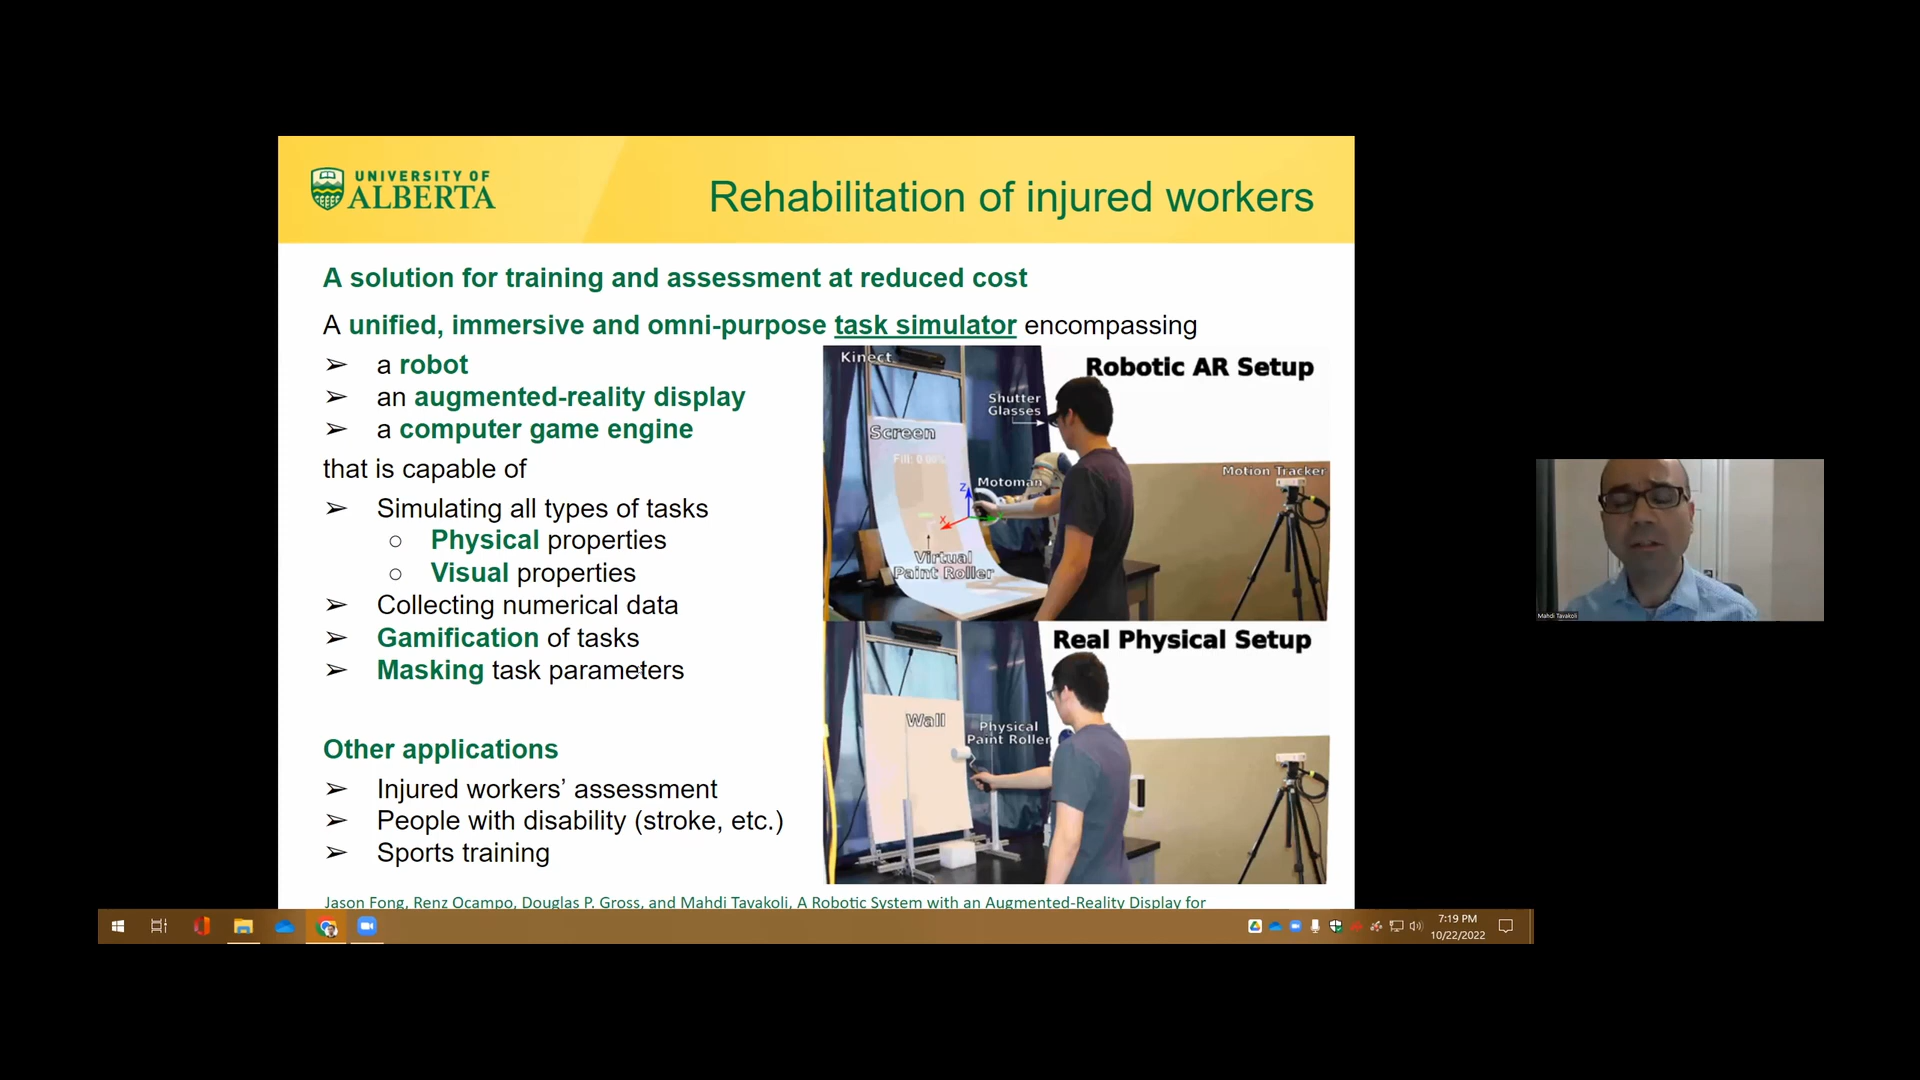 UNIVERSITY OF
ALBERTA
Rehabilitation of injured workers
A solution for training and assessment at reduced cost
A unified, immersive and omni-purpose task simulator encompassing
➢ a robot
➢ an augmented-reality display
➢ a computer game engine
that is capable of
➢ Simulating all types of tasks
○ Physical properties
○ Visual properties
➢ Collecting numerical data
➢ Gamification of tasks
➢ Masking task parameters
Other applications
➢ Injured workers’ assessment
➢ People with disability (stroke, etc.)
➢ Sports training
Kinect
Robotic AR Setup
Shutter
Glasses
Screen
Motion Tracker
Motoman
Z
X
Virtual
Paint Roller
Real Physical Setup
Wall
Physical
Paint Roller
Jason Fong, Renz Ocampo, Douglas P. Gross, and Mahdi Tavakoli, A Robotic System with an Augmented-Reality Display for
7:19 PM
10/22/2022
Mahdi Tavakoli